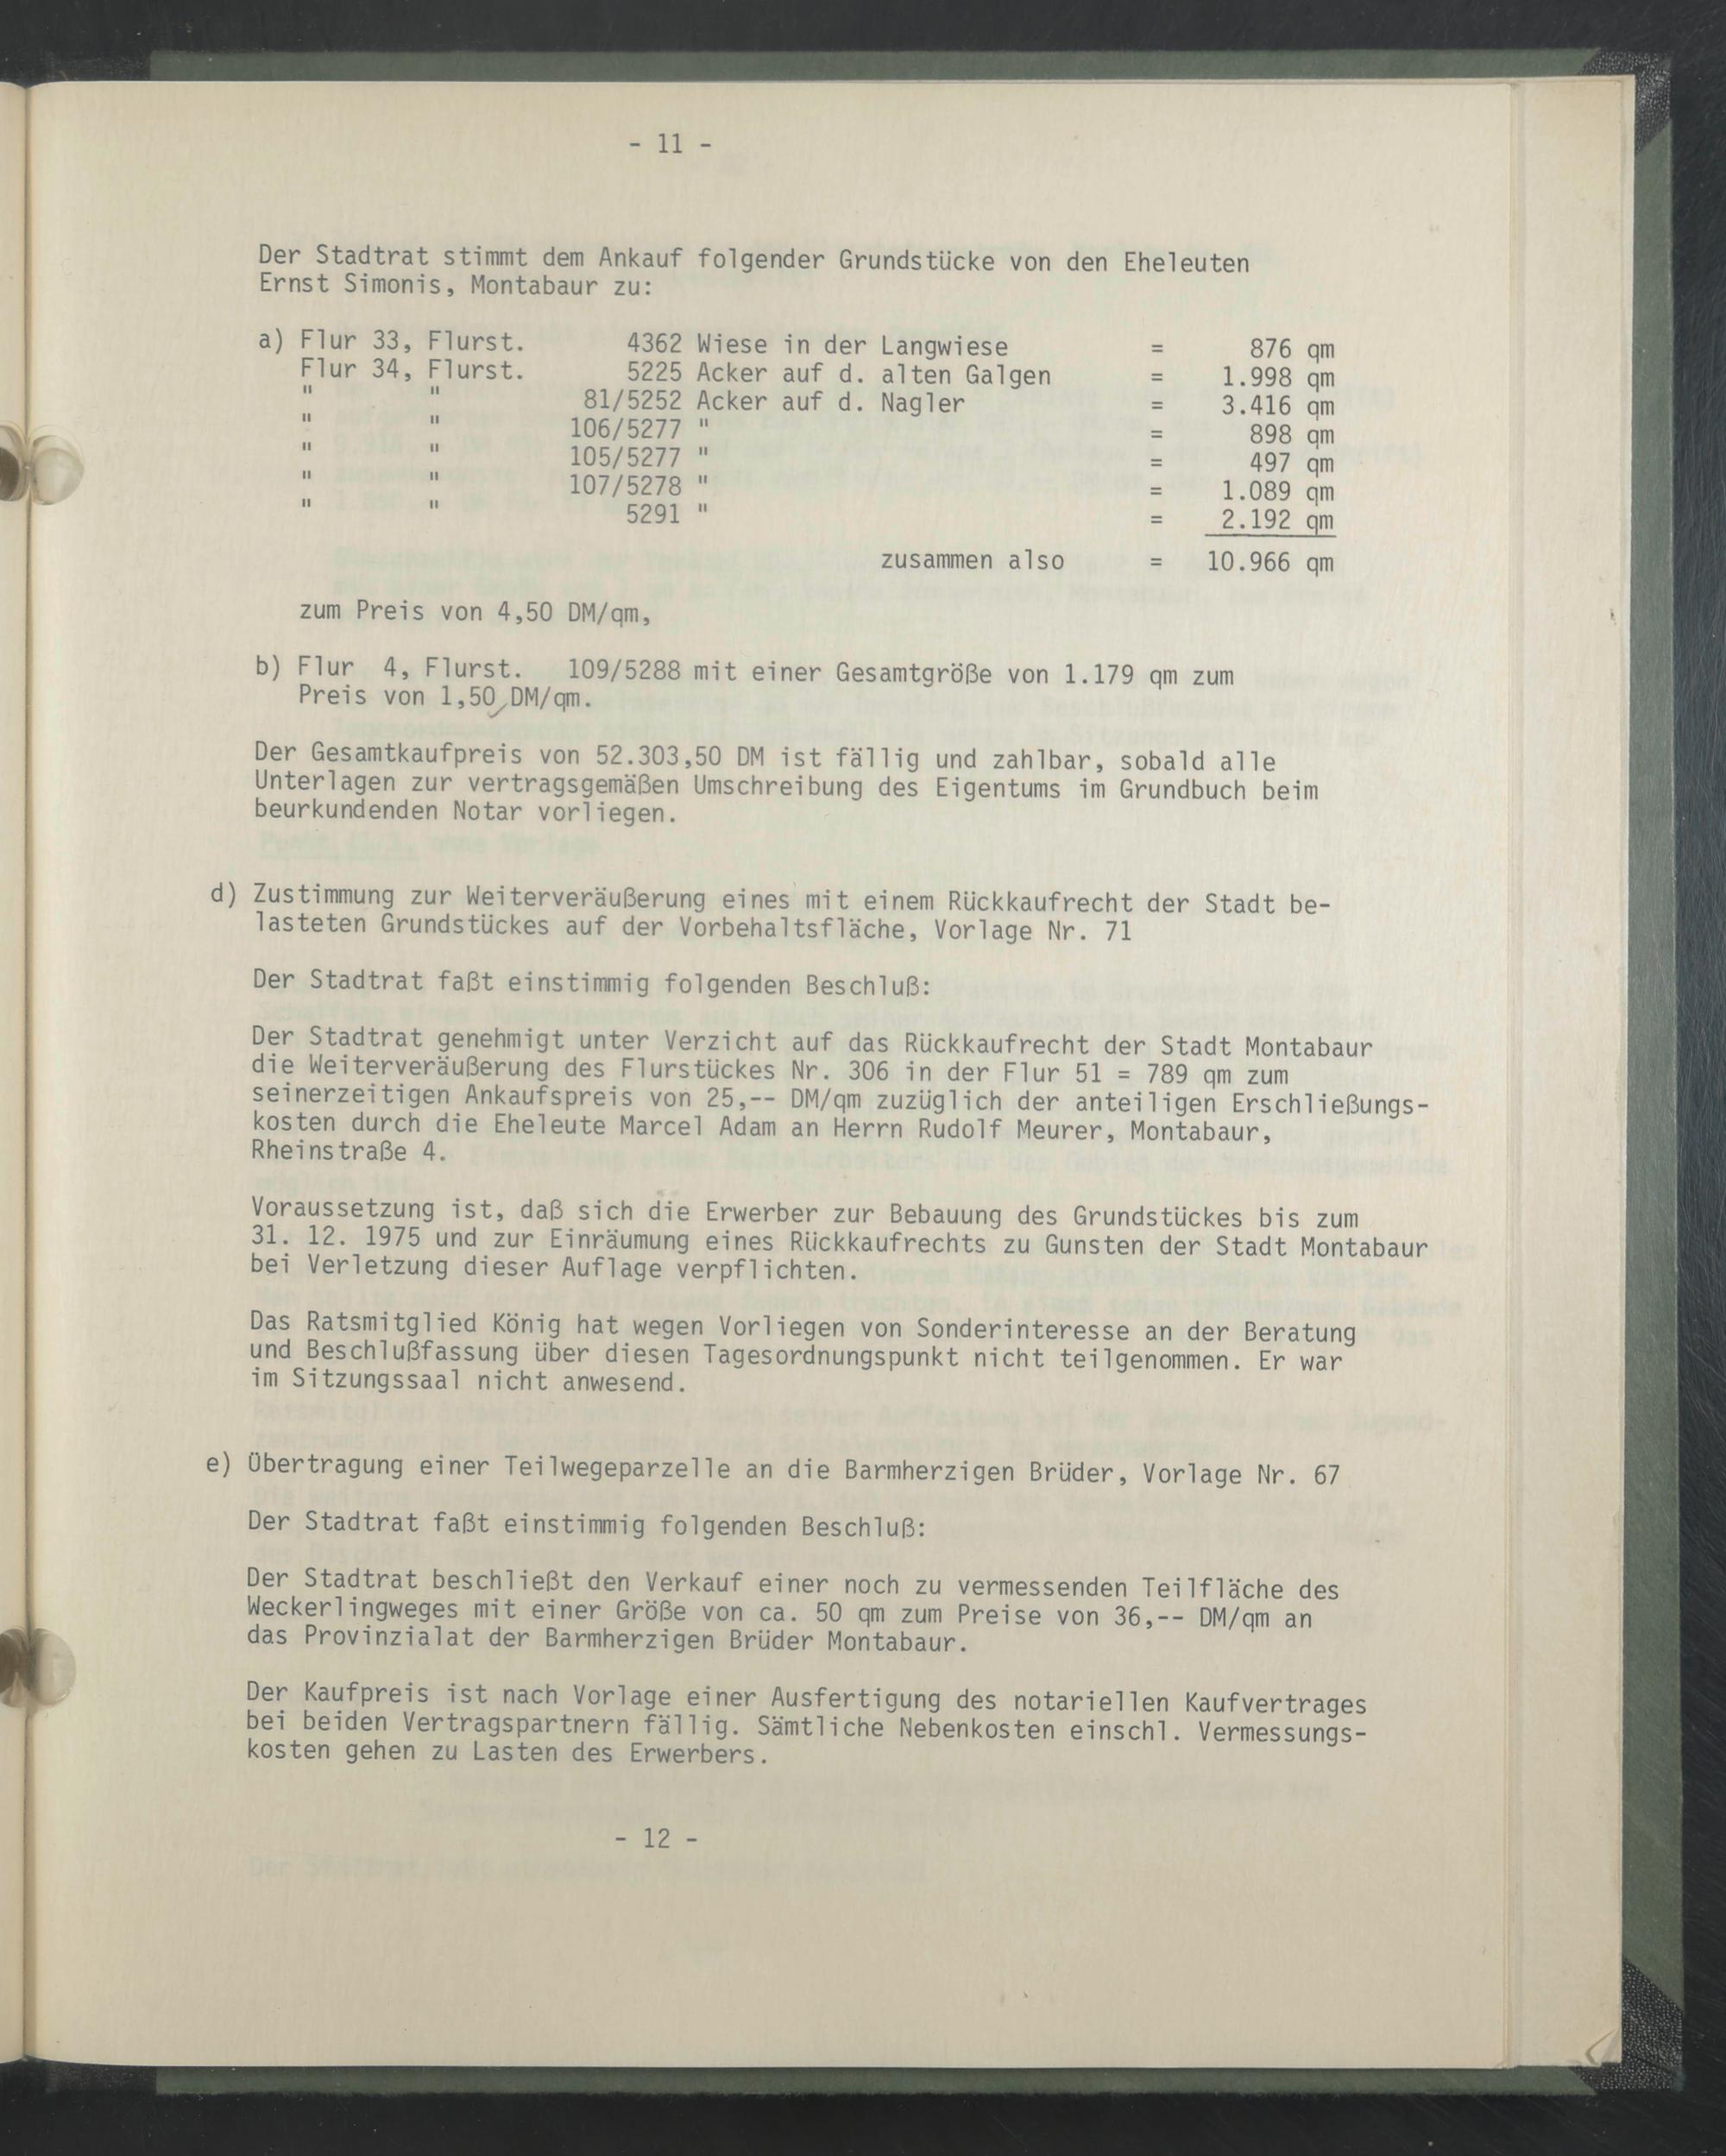 - 11 -
Der Stadtrat stimmt dem Ankauf folgender Grundstücke von den Eheleuten
Ernst Simonis, Montabaur zu:
a) Flur 33, Flurst. 4362 Wiese in der Langwiese = 876 qm
Flur 34, Flurst. 5225 Acker auf d. alten Galgen = 1.998 qm
" " 81/5252 Acker auf d. Nagler = 3.416 qm
" " 106/5277 " = 898 qm
" " 105/5277 " = 497 qm
" " 107/5278 " = 1.089 qm
" " 5291 " = 2.192 qm
zusammen also = 10.966 qm
zum Preis von 4,50 DM/qm,
b) Flur 4, Flurst. 109/5288 mit einer Gesamtgröße von 1.179 qm zum
Preis von 1,50 DM/qm.
Der Gesamtkaufpreis von 52.303,50 DM ist fällig und zahlbar, sobald alle
Unterlagen zur vertragsgemäßen Umschreibung des Eigentums im Grundbuch beim
beurkundenden Notar vorliegen.
d) Zustimmung zur Weiterveräußerung eines mit einem Rückkaufrecht der Stadt be-
lasteten Grundstückes auf der Vorbehaltsfläche, Vorlage Nr. 71
Der Stadtrat faßt einstimmig folgenden Beschluß:
Der Stadtrat genehmigt unter Verzicht auf das Rückkaufrecht der Stadt Montabaur
die Weiterveräußerung des Flurstückes Nr. 306 in der Flur 51 = 789 qm zum
seinerzeitigen Ankaufspreis von 25,-- DM/qm zuzüglich der anteiligen Erschließungs-
kosten durch die Eheleute Marcel Adam an Herrn Rudolf Meurer, Montabaur,
Rheinstraße 4.
Voraussetzung ist, daß sich die Erwerber zur Bebauung des Grundstückes bis zum
31. 12. 1975 und zur Einräumung eines Rückkaufrechts zu Gunsten der Stadt Montabaur
bei Verletzung dieser Auflage verpflichten.
Das Ratsmitglied König hat wegen Vorliegen von Sonderinteresse an der Beratung
und Beschlußfassung über diesen Tagesordnungspunkt nicht teilgenommen. Er war
im Sitzungssaal nicht anwesend.
e) Übertragung einer Teilwegeparzelle an die Barmherzigen Brüder, Vorlage Nr. 67
Der Stadtrat faßt einstimmig folgenden Beschluß:
Der Stadtrat beschließt den Verkauf einer noch zu vermessenden Teilfläche des
Weckerlingweges mit einer Größe von ca. 50 qm zum Preise von 36,-- DM/qm an
das Provinzialat der Barmherzigen Brüder Montabaur.
Der Kaufpreis ist nach Vorlage einer Ausfertigung des notariellen Kaufvertrages
bei beiden Vertragspartnern fällig. Sämtliche Nebenkosten einschl. Vermessungs-
kosten gehen zu Lasten des Erwerbers.
- 12 -